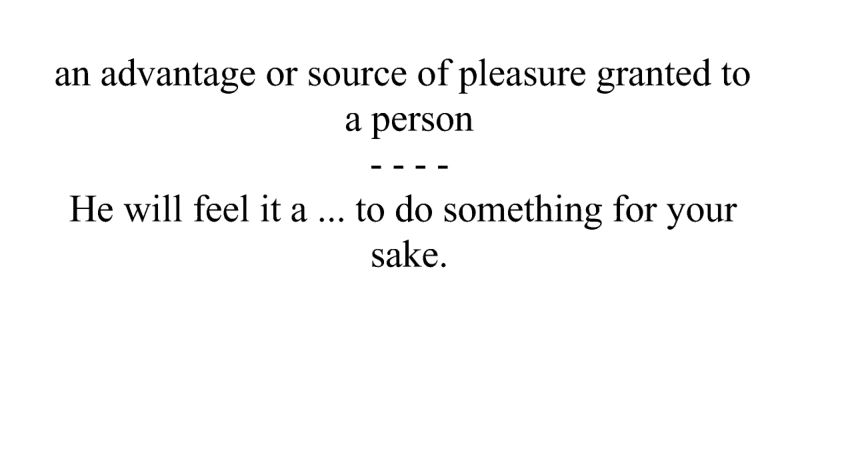 an advantage or source of pleasure granted to
a person
- - - -
He will feel it a ... to do something for your
sake.